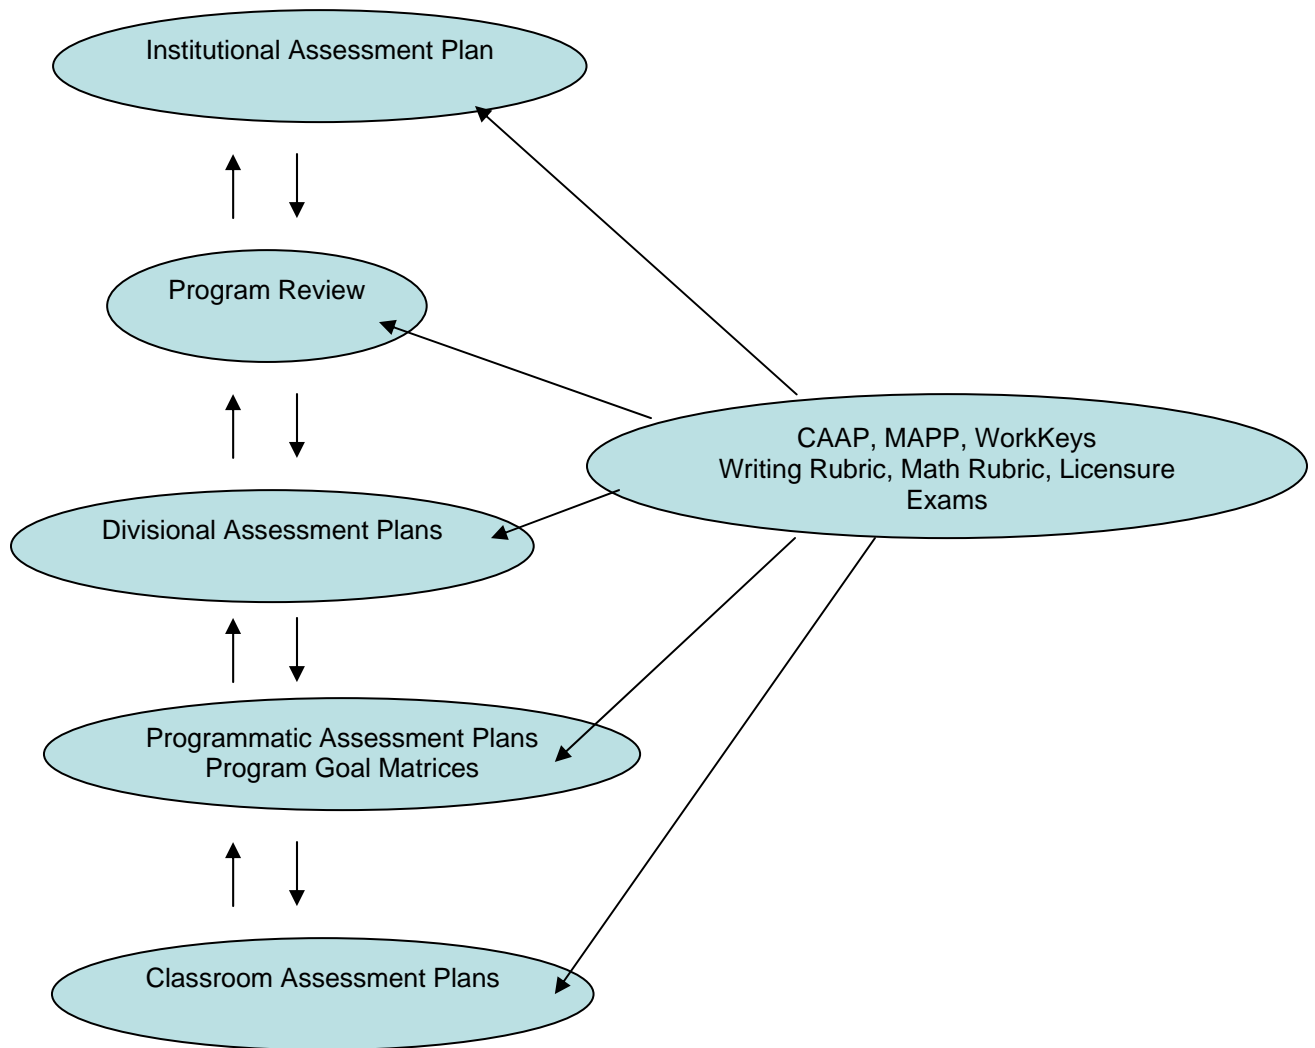 Institutional Assessment Plan
Program Review
CAAP, MAPP, WorkKeys
Writing Rubric, Math Rubric, Licensure
Exams
Divisional Assessment Plans
Programmatic Assessment Plans
Program Goal Matrices
Classroom Assessment Plans